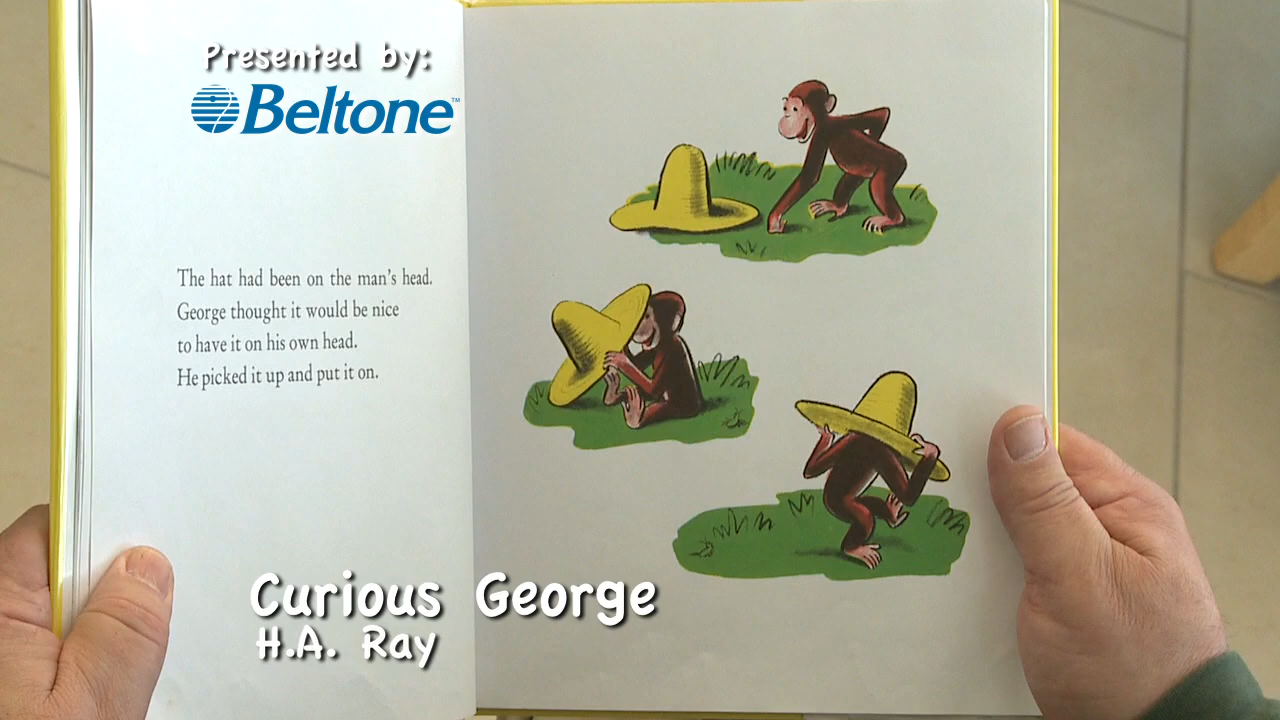 Presented by:
Beltone™
The hat had been on the man's head.
George thought it would be nice
to have it on his own head.
He picked it up and put it on.
Curious George
H.A. Ray